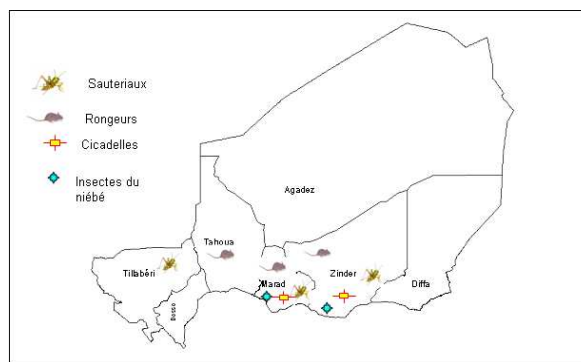 Sauteriaux
Rongeurs
Cicadelles
Insectes du
niébé
Agadez
Tahoua
Tillabéri
Marad
Zinder
Diffa
Dosso